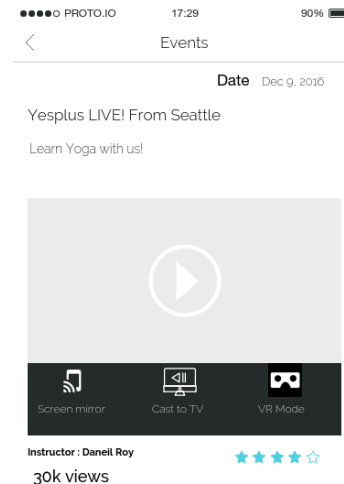 PROTO.IO 17:29 90%
Events
Date Dec 9, 2016
Yesplus LIVE! From Seattle
Learn Yoga with us!
Screen mirror Cast to TV VR Mode
Instructor : Daneil Roy
30k views